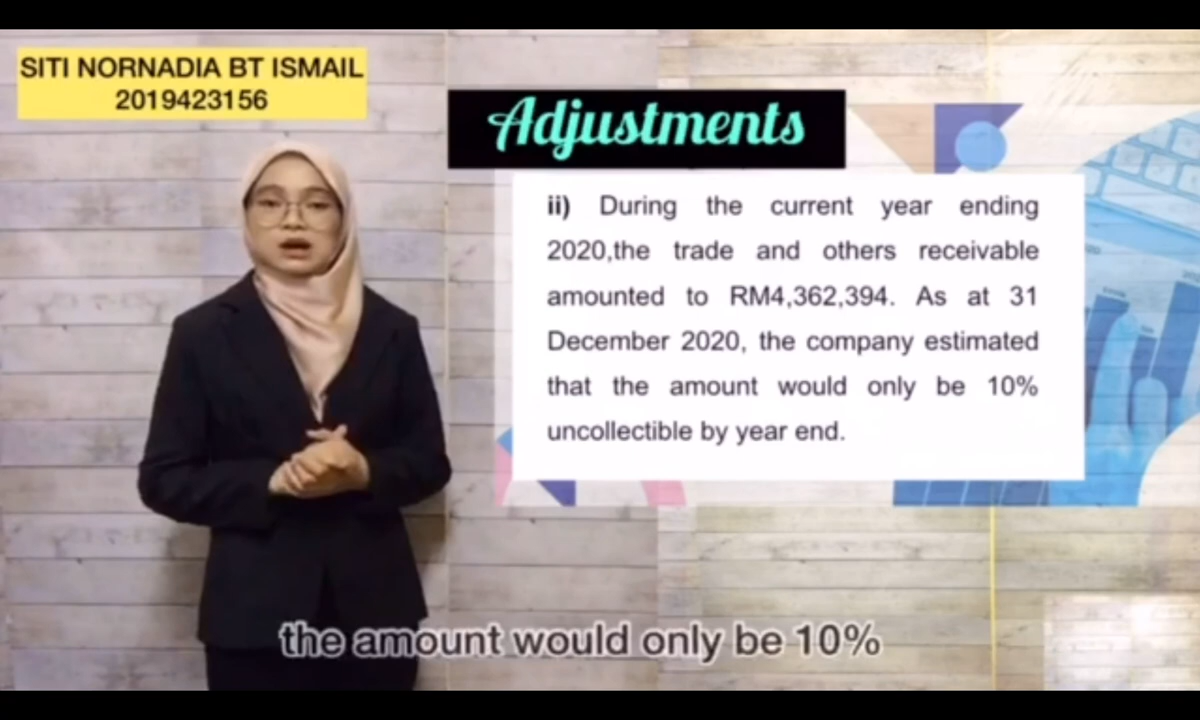 SITI NORNADIA BT ISMAIL
2019423156
Adjustments
ii) During the current year ending
2020,the trade and others receivable
amounted to RM4,362,394. As at 31
December 2020, the company estimated
that the amount would only be 10%
uncollectible by year end.
the amount would only be 10%